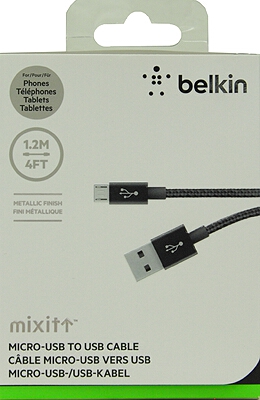 For/Pour/Für
Phones
Téléphones
Tablets
Tablettes
belkin
1.2M
4FT
METALLIC FINISH
FINI MÉTALLIQUE
mixit↑™
MICRO-USB TO USB CABLE
CÂBLE MICRO-USB VERS USB
MICRO-USB-/USB-KABEL